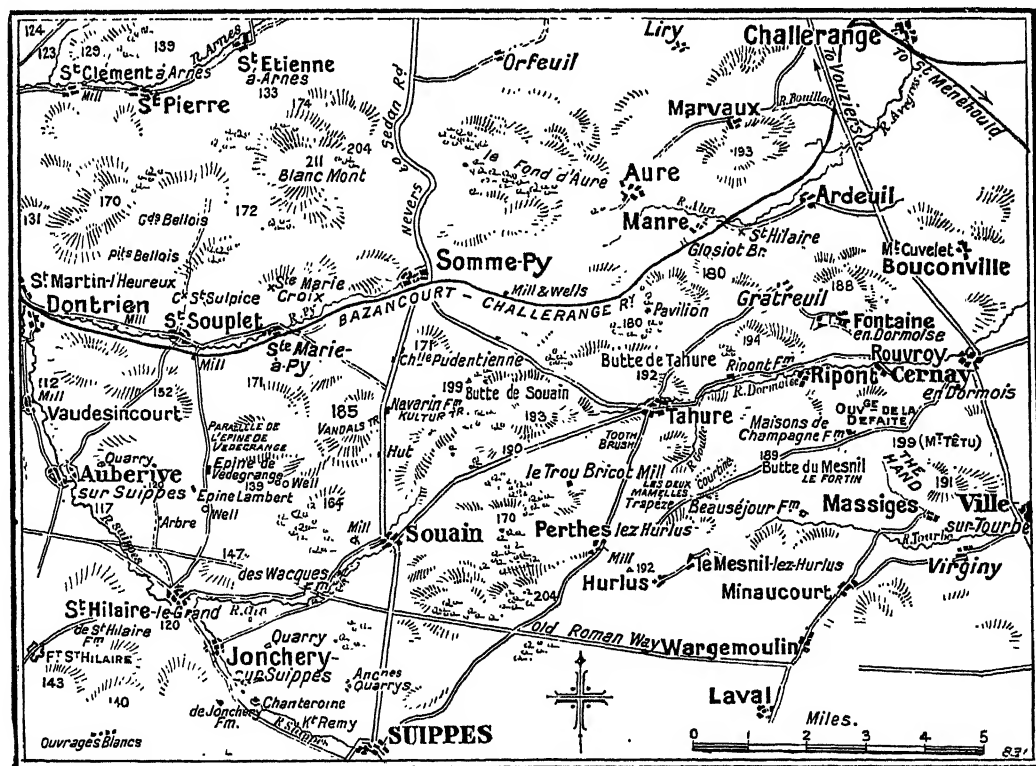 124
123
129
139
R. Arnes
St Clément à Arnes
Mill
St Pierre
St Etienne
à-Arnes
133
174
204
211
Blanc Mont
170
172
131
Gds Bellois
Pits Bellois
Nevers
Sedan Rd
Orfeuil
Liry
Challerange
To Vouziers
To St Menehould
R. Avegres
Marvaux
193
le Fond d'Aure
Aure
Manre
R. Alin
Ardeuil
St Hilaire
Glosiot Br.
180
Mt Cuvelet
Bouconville
St Martin-l'Heureux
Dontrien
Mill
Ct St Sulpice
St Souplet
Ste Marie
Croix
R. Py
Somme-Py
Mill & Wells
BAZANCOURT - CHALLERANGE RY
Ste Marie-
à-Py
Mill
Gratreuil
188
180
Pavilion
Fontaine
en Dormoise
194
Butte de Tahure
192
Ripont Fm
Rouvroy
R. Dormoise
Ripont
Cernay
en Dormois
171
Chlle Pudentienne
199
Butte de Souain
193
Tahure
112
Mill
Vaudesincourt
152
171
185
VANDALS TR.
Navarin Fm
KULTUR TR.
Hut
190
TOOTH
BRUSH
OUVGE DE LA
DEFAITE
Maisons de
Champagne Fm
189
199 (MT TÊTU)
THE HAND
191
PARALLELE DE
L'EPINE DE
VEDEGRANGE
Epine de
Vedegrange
Well
139
Epine Lambert
Well
164
Quarry
120
Auberive
sur Suippes
117
Arbre
R. Suippes
147
le Trou Bricot Mill
LES DEUX
MAMELLES
Trapeze
Courtine
Butte du Mesnil
LE FORTIN
Beauséjour Fm
Massiges
Ville
sur Tourbe
R. Tourbe
Virginy
Mill
Souain
170
Perthes lez Hurlus
Mill
192
Hurlus
le Mesnil-lez-Hurlus
Minaucourt
des Wacques
Fme
204
St Hilaire-le-Grand
R. Ain
120
de St Hilaire
Fm
Ft ST HILAIRE
143
140
Quarry
Jonchery-
sur Suippes
old Roman Way
Wargemoulin
Ancnes
Quarrys
Chanteroine
de Jonchery
Fm.
Kt Remy
R. Suippes
SUIPPES
Ouvrages Blancs
Laval
Miles.
0 1 2 3 4 5